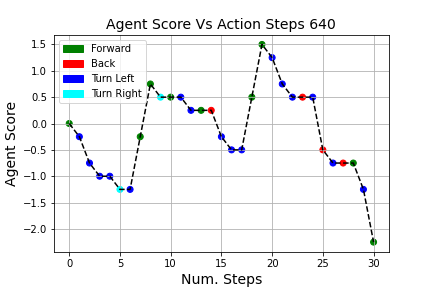 Agent Score Vs Action Steps 640
Agent Score
1.5
1.0
0.5
0.0
−0.5
−1.0
−1.5
−2.0
Forward
Back
Turn Left
Turn Right
0
5
10
15
20
25
30
Num. Steps